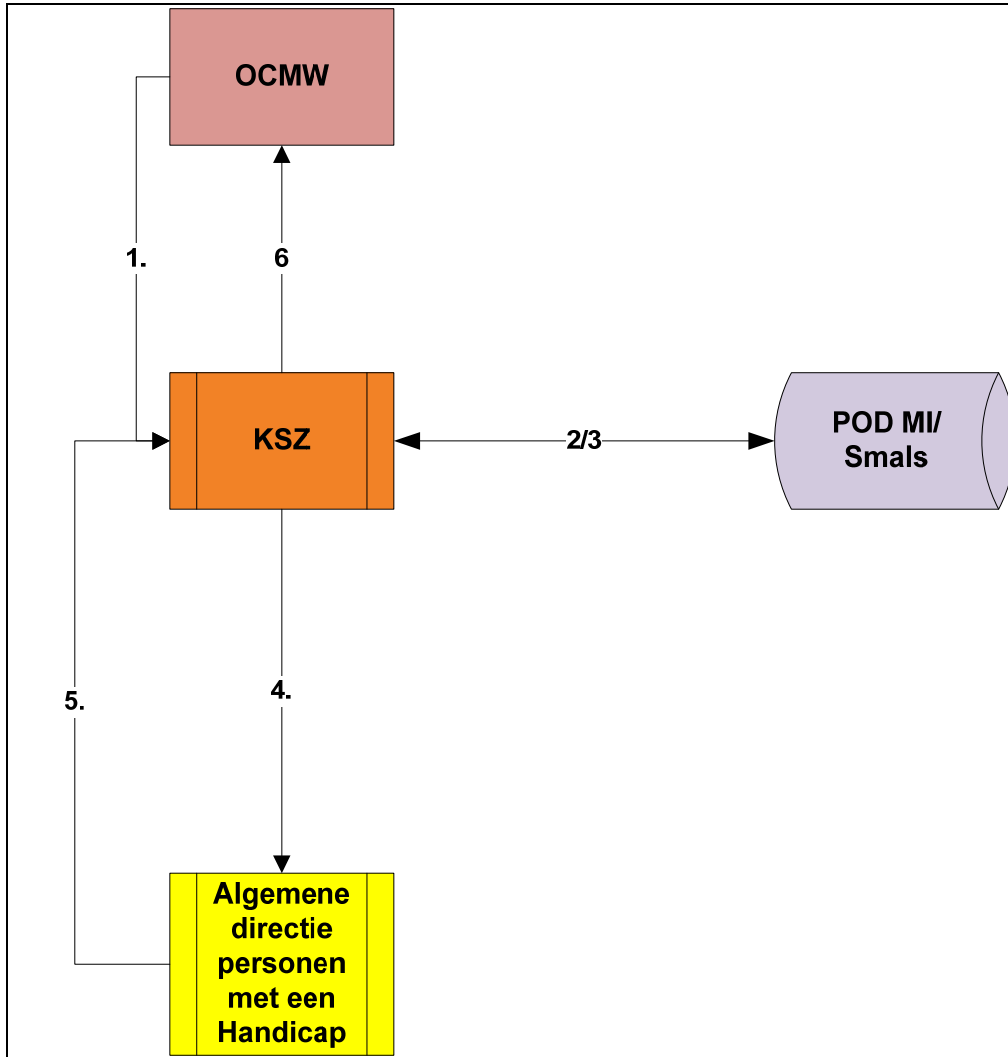 OCMW
1.
6
KSZ
2/3
POD MI/
Smals
4.
5.
Algemene
directie
personen
met een
Handicap